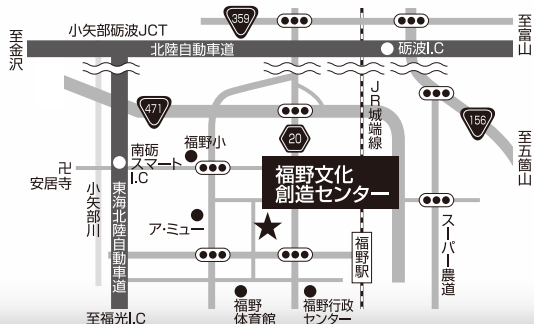 359
至富山
小矢部砺波JCT
北陸自動車道
砺波I.C
至金沢
JR城端線
471
156
至五箇山
20
南砺
スマート
I.C
福野小
卍
安居寺
福野文化
創造センター
小矢部川
東海北陸自動車道
ア・ミュー
福野駅
スーパー農道
福野
体育館
福野行政
センター
至福光I.C